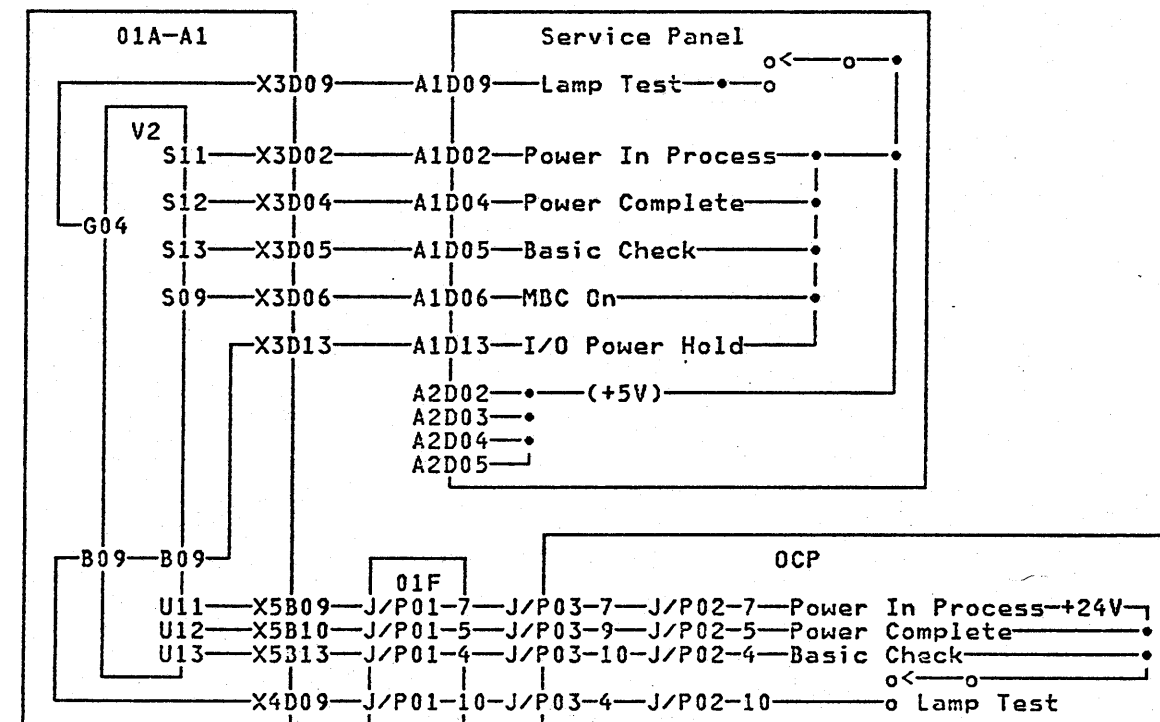 01A-A1
Service Panel
X3D09 A1D09 Lamp Test
V2
S11 X3D02 A1D02 Power In Process
S12 X3D04 A1D04 Power Complete
G04
S13 X3D05 A1D05 Basic Check
S09 X3D06 A1D06 MBC On
X3D13 A1D13 I/O Power Hold
A2D02 (+5V)
A2D03
A2D04
A2D05
B09 B09 OCP
01F
U11 X5B09 J/P01-7 J/P03-7 J/P02-7 Power In Process +24V
U12 X5B10 J/P01-5 J/P03-9 J/P02-5 Power Complete
U13 X5B13 J/P01-4 J/P03-10 J/P02-4 Basic Check
X4D09 J/P01-10 J/P03-4 J/P02-10 Lamp Test